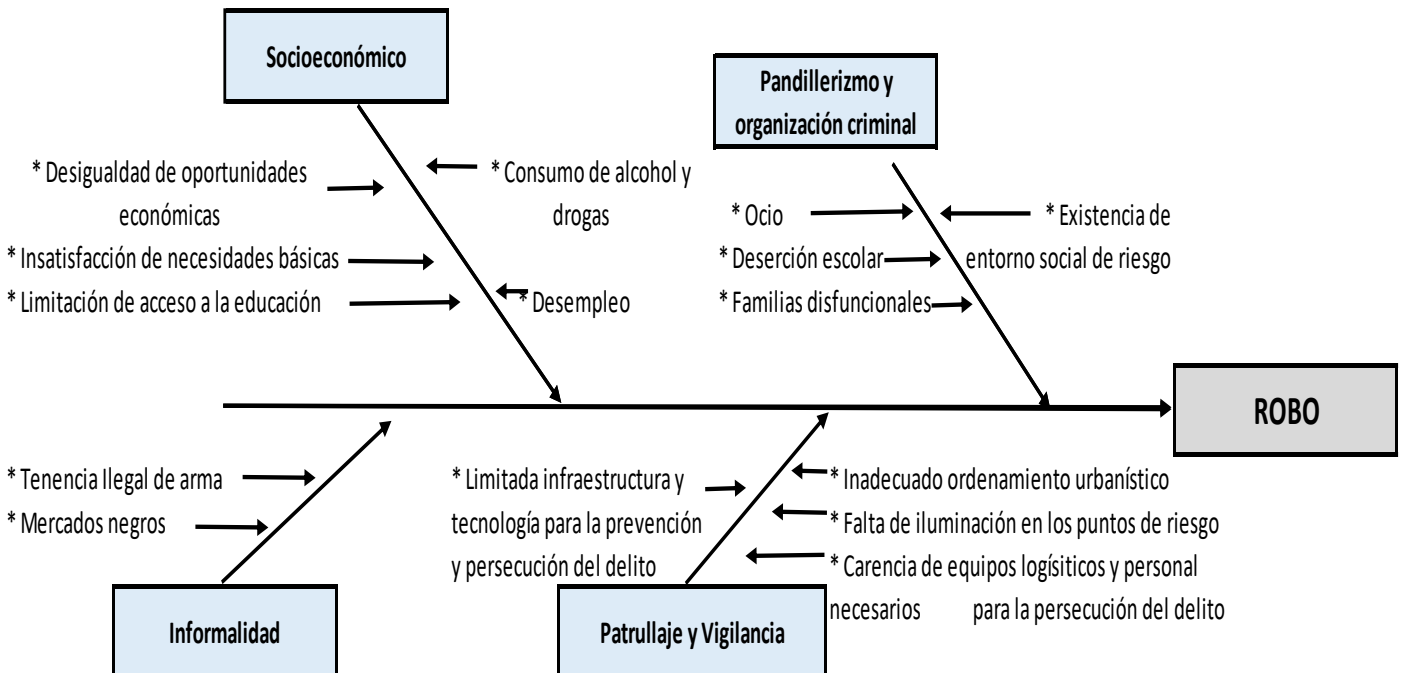 Socioeconómico
Pandillerizmo y
organización criminal
* Desigualdad de oportunidades
económicas
* Insatisfacción de necesidades básicas
* Limitación de acceso a la educación
* Consumo de alcohol y
drogas
* Desempleo
* Ocio
* Deserción escolar
* Familias disfuncionales
* Existencia de
entorno social de riesgo
ROBO
* Tenencia Ilegal de arma
* Mercados negros
* Limitada infraestructura y
tecnología para la prevención
y persecución del delito
* Inadecuado ordenamiento urbanístico
* Falta de iluminación en los puntos de riesgo
* Carencia de equipos logísiticos y personal
necesarios para la persecución del delito
Informalidad
Patrullaje y Vigilancia